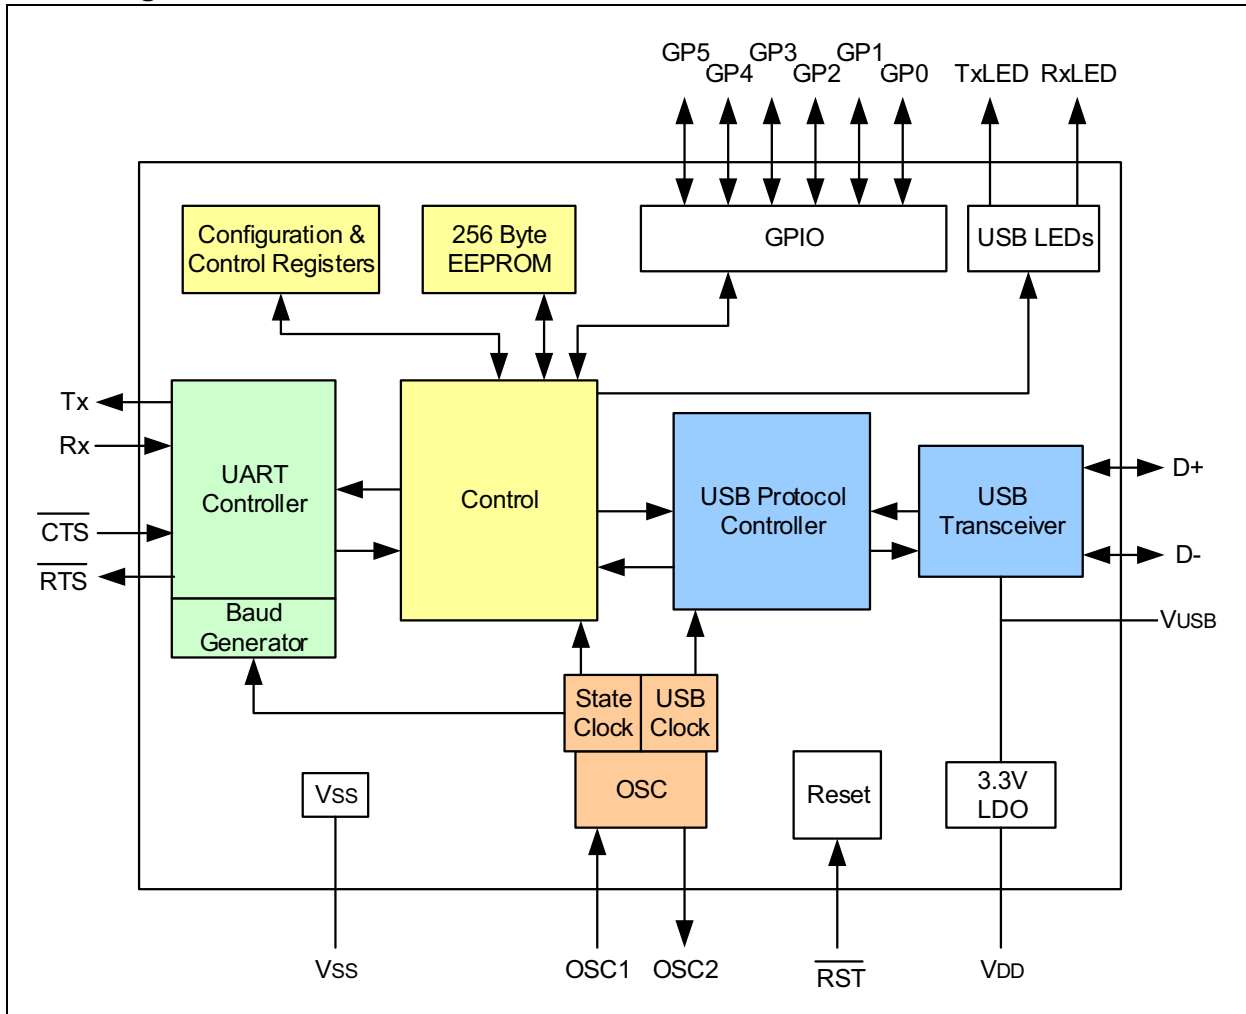 GP5
GP3
GP1
GP4
GP2
GP0
TxLED
RxLED
Configuration &
Control Registers
256 Byte
EEPROM
GPIO
USB LEDs
Tx
Rx
CTS
RTS
UART
Controller
Baud
Generator
Control
USB Protocol
Controller
USB
Transceiver
D+
D-
VUSB
State
Clock
USB
Clock
OSC
VSS
Reset
3.3V
LDO
VSS
OSC1
OSC2
RST
VDD